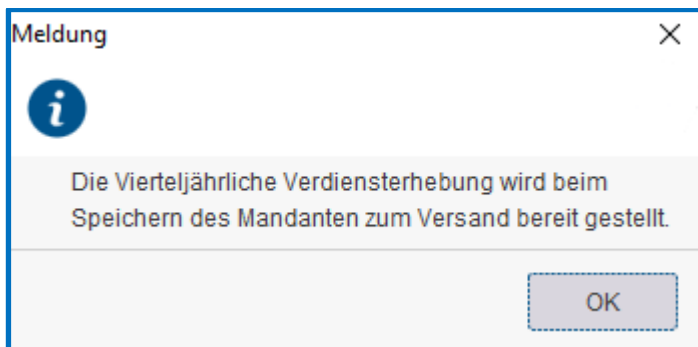 Meldung
Die Vierteljährliche Verdiensterhebung wird beim
Speichern des Mandanten zum Versand bereit gestellt.
OK